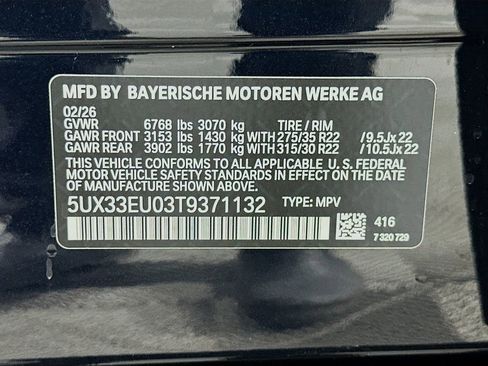 MFD BY BAYERISCHE MOTOREN WERKE AG
02/26
GVWR 6768 lbs 3070 kg TIRE / RIM
GAWR FRONT 3153 lbs 1430 kg WITH 275/35 R22 /9.5Jx22
GAWR REAR 3902 lbs 1770 kg WITH 315/30 R22 /10.5Jx22
THIS VEHICLE CONFORMS TO ALL APPLICABLE U. S. FEDERAL
MOTOR VEHICLE SAFETY STANDARDS IN EFFECT ON THE
DATE OF MANUFACTURE SHOWN ABOVE.
5UX33EU03T9371132 TYPE: MPV
416
7 320 729